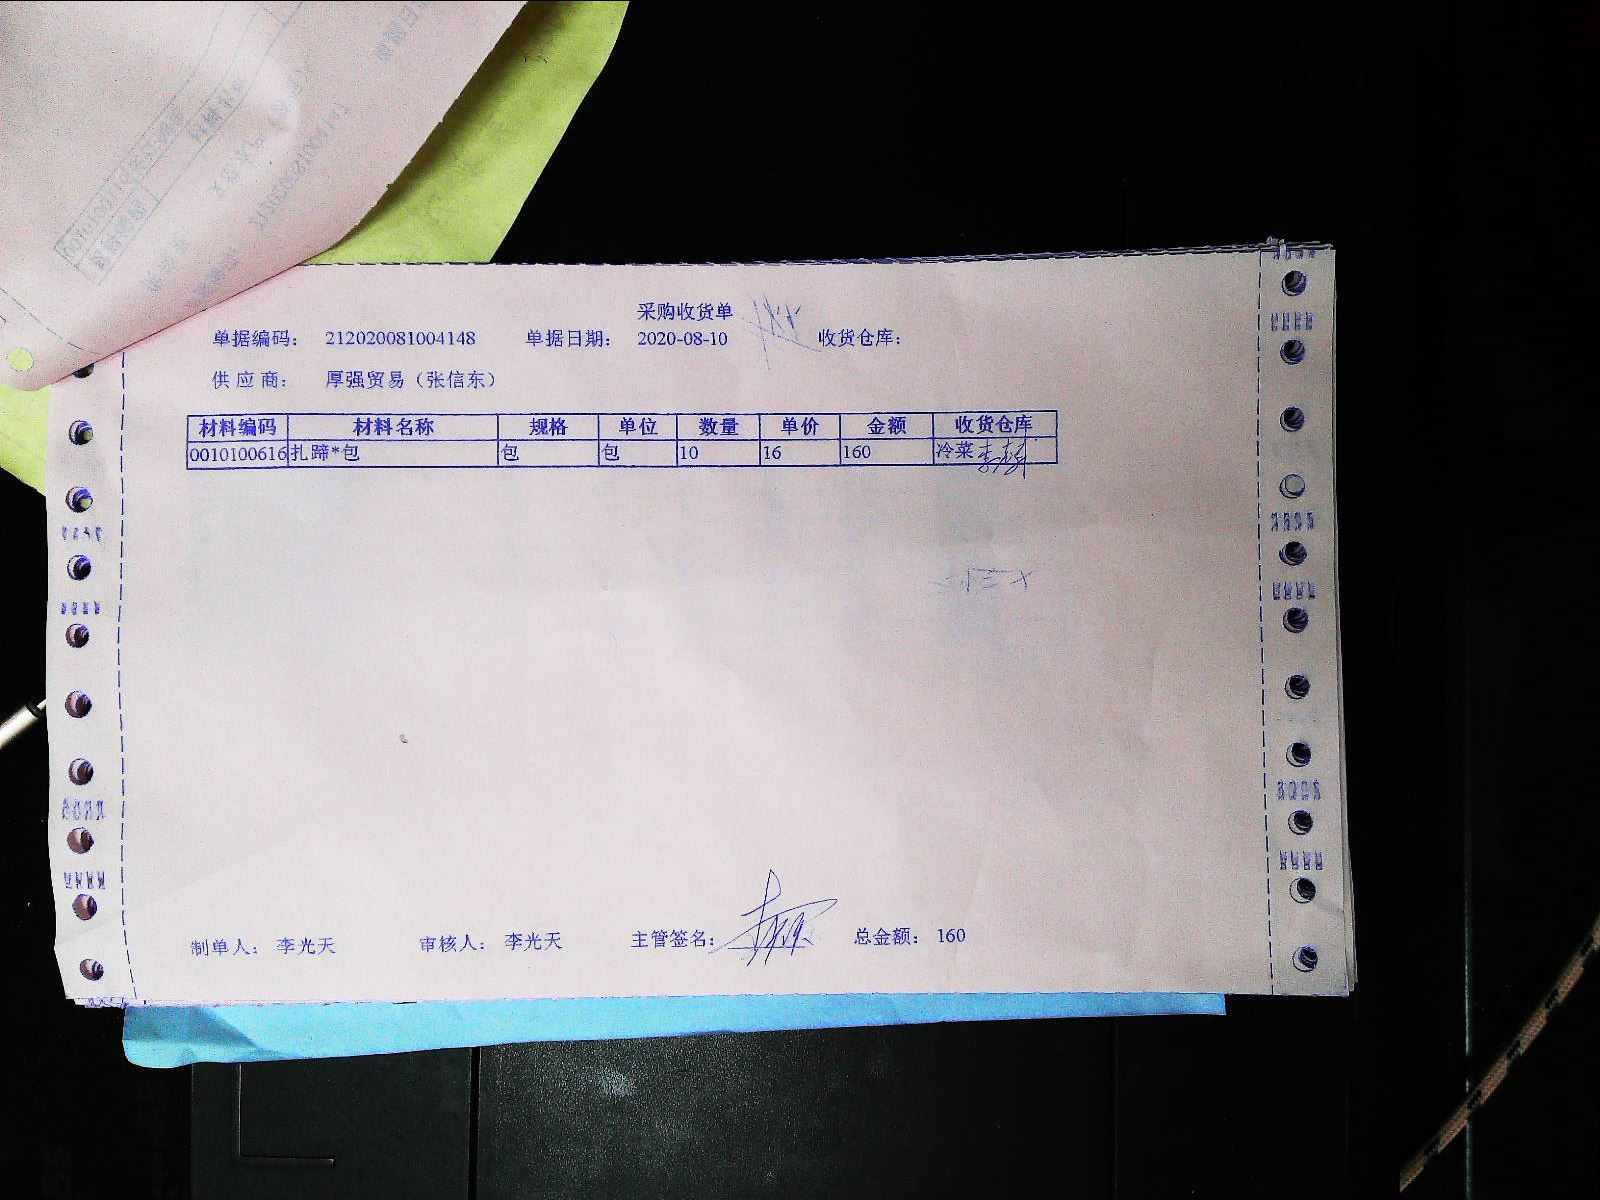 采购收货单
单据编码： 212020081004148 单据日期： 2020-08-10 收货仓库：
供应商： 厚强贸易（张信东）
材料编码 材料名称 规格 单位 数量 单价 金额 收货仓库
0010100616 扎蹄*包 包 包 10 16 160 冷菜
制单人： 李光天 审核人： 李光天 主管签名： 总金额： 160